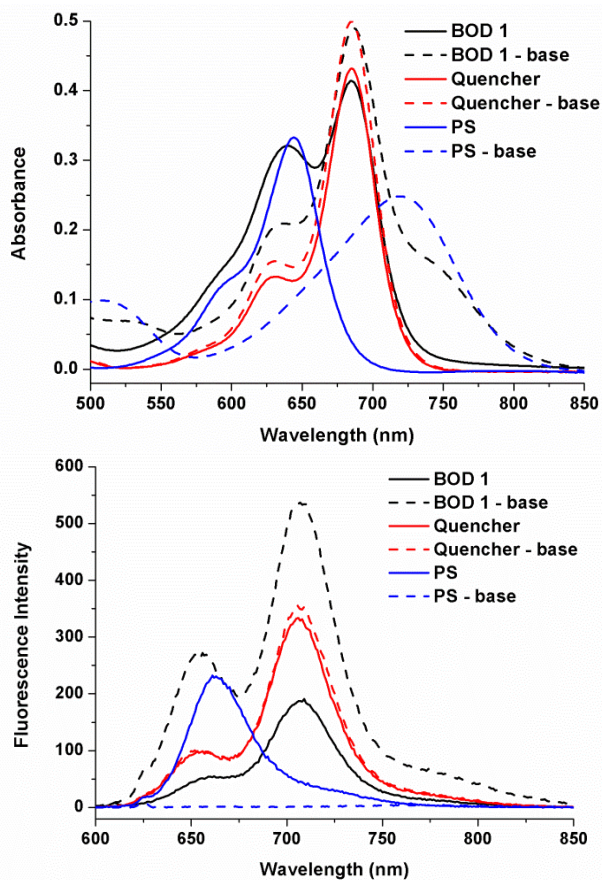 0.5
0.4
0.3
0.2
0.1
0.0
Absorbance
BOD 1
BOD 1 - base
Quencher
Quencher - base
PS
PS - base
500 550 600 650 700 750 800 850
Wavelength (nm)
600
500
400
300
200
100
0
Fluorescence Intensity
BOD 1
BOD 1 - base
Quencher
Quencher - base
PS
PS - base
600 650 700 750 800 850
Wavelength (nm)